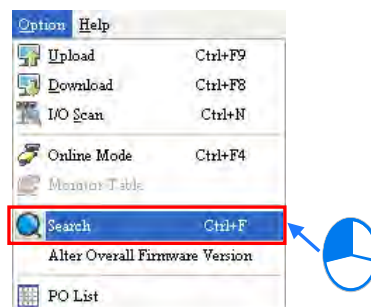 Option Help
Upload Ctrl+F9
Download Ctrl+F8
I/O Scan Ctrl+N
Online Mode Ctrl+F4
Monitor Table
Search Ctrl+F
Alter Overall Firmware Version
PO List